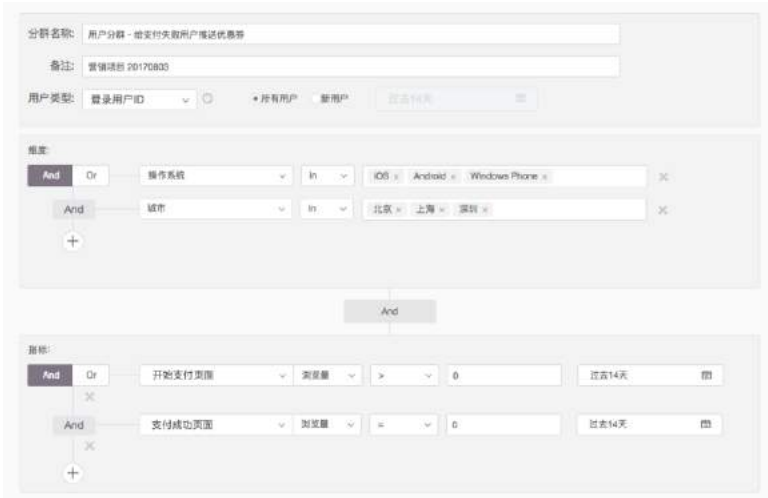 分群名称: 用户分群 - 给支付失败用户推送优惠券
备注: 营销项目 20170803
用户类型: 登录用户ID 所有用户 新用户 过去14天
维度:
And Or 操作系统 In iOS × Android × Windows Phone ×
And 城市 In 北京 × 上海 × 深圳 ×
And
指标:
And Or 开始支付页面 浏览量 > 0 过去14天
And 支付成功页面 浏览量 = 0 过去14天